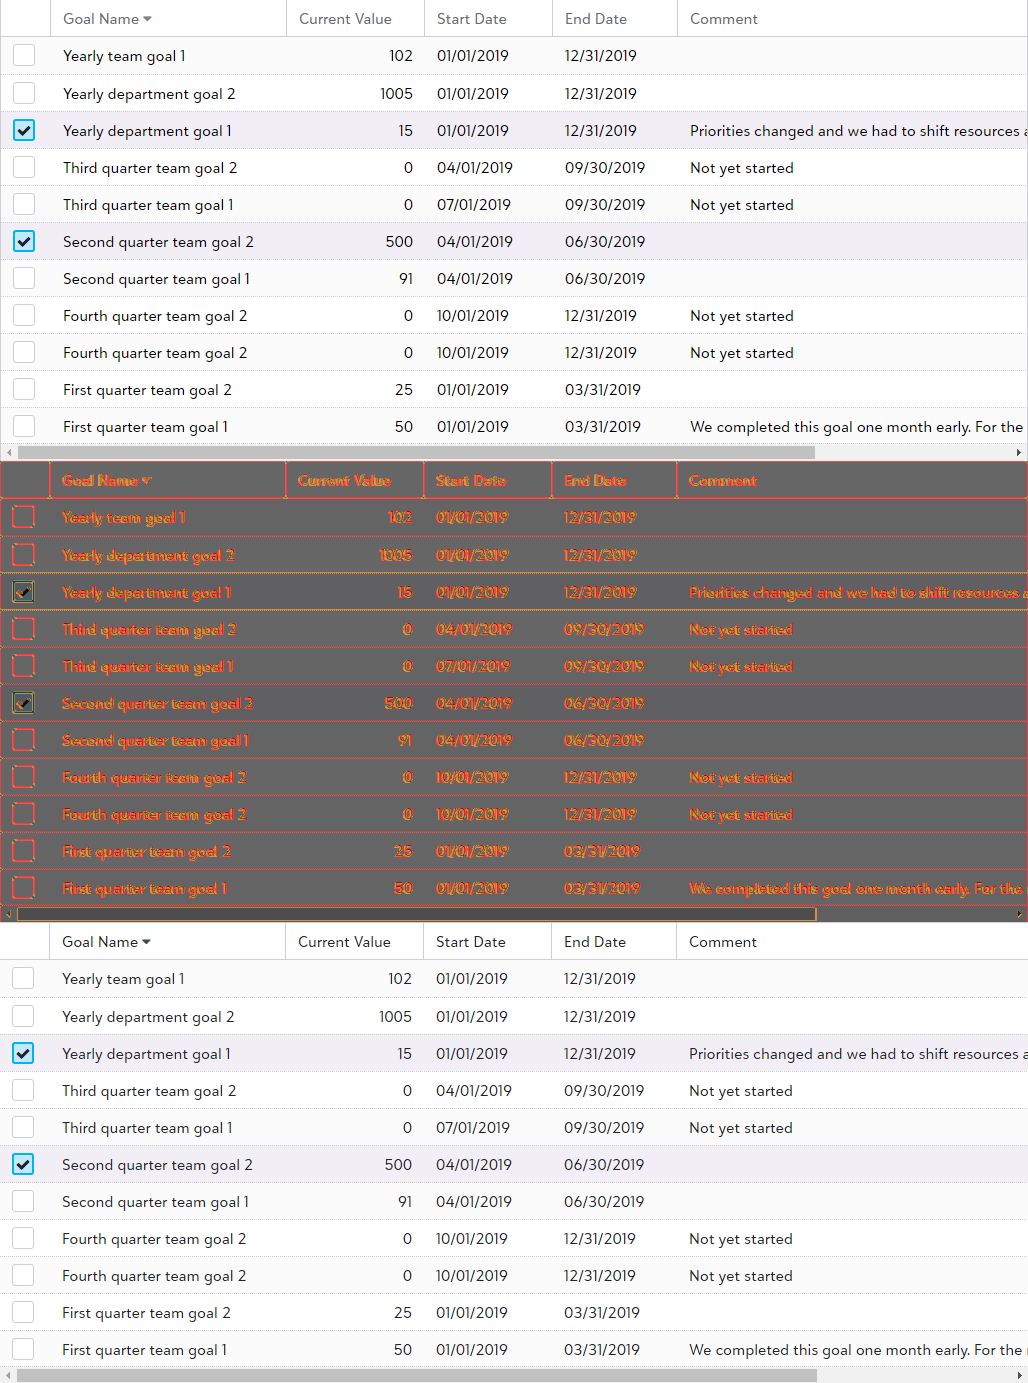 Goal Name Current Value Start Date End Date Comment
Yearly team goal 1 102 01/01/2019 12/31/2019
Yearly department goal 2 1005 01/01/2019 12/31/2019
Yearly department goal 1 15 01/01/2019 12/31/2019 Priorities changed and we had to shift resources a
Third quarter team goal 2 0 04/01/2019 09/30/2019 Not yet started
Third quarter team goal 1 0 07/01/2019 09/30/2019 Not yet started
Second quarter team goal 2 500 04/01/2019 06/30/2019
Second quarter team goal 1 91 04/01/2019 06/30/2019
Fourth quarter team goal 2 0 10/01/2019 12/31/2019 Not yet started
Fourth quarter team goal 2 0 10/01/2019 12/31/2019 Not yet started
First quarter team goal 2 25 01/01/2019 03/31/2019
First quarter team goal 1 50 01/01/2019 03/31/2019 We completed this goal one month early. For the
Goal Name Current Value Start Date End Date Comment
Yearly team goal 1 102 01/01/2019 12/31/2019
Yearly department goal 2 1005 01/01/2019 12/31/2019
Yearly department goal 1 15 01/01/2019 12/31/2019 Priorities changed and we had to shift resources a
Third quarter team goal 2 0 04/01/2019 09/30/2019 Not yet started
Third quarter team goal 1 0 07/01/2019 09/30/2019 Not yet started
Second quarter team goal 2 500 04/01/2019 06/30/2019
Second quarter team goal 1 91 04/01/2019 06/30/2019
Fourth quarter team goal 2 0 10/01/2019 12/31/2019 Not yet started
Fourth quarter team goal 2 0 10/01/2019 12/31/2019 Not yet started
First quarter team goal 2 25 01/01/2019 03/31/2019
First quarter team goal 1 50 01/01/2019 03/31/2019 We completed this goal one month early. For the
Goal Name Current Value Start Date End Date Comment
Yearly team goal 1 102 01/01/2019 12/31/2019
Yearly department goal 2 1005 01/01/2019 12/31/2019
Yearly department goal 1 15 01/01/2019 12/31/2019 Priorities changed and we had to shift resources a
Third quarter team goal 2 0 04/01/2019 09/30/2019 Not yet started
Third quarter team goal 1 0 07/01/2019 09/30/2019 Not yet started
Second quarter team goal 2 500 04/01/2019 06/30/2019
Second quarter team goal 1 91 04/01/2019 06/30/2019
Fourth quarter team goal 2 0 10/01/2019 12/31/2019 Not yet started
Fourth quarter team goal 2 0 10/01/2019 12/31/2019 Not yet started
First quarter team goal 2 25 01/01/2019 03/31/2019
First quarter team goal 1 50 01/01/2019 03/31/2019 We completed this goal one month early. For the